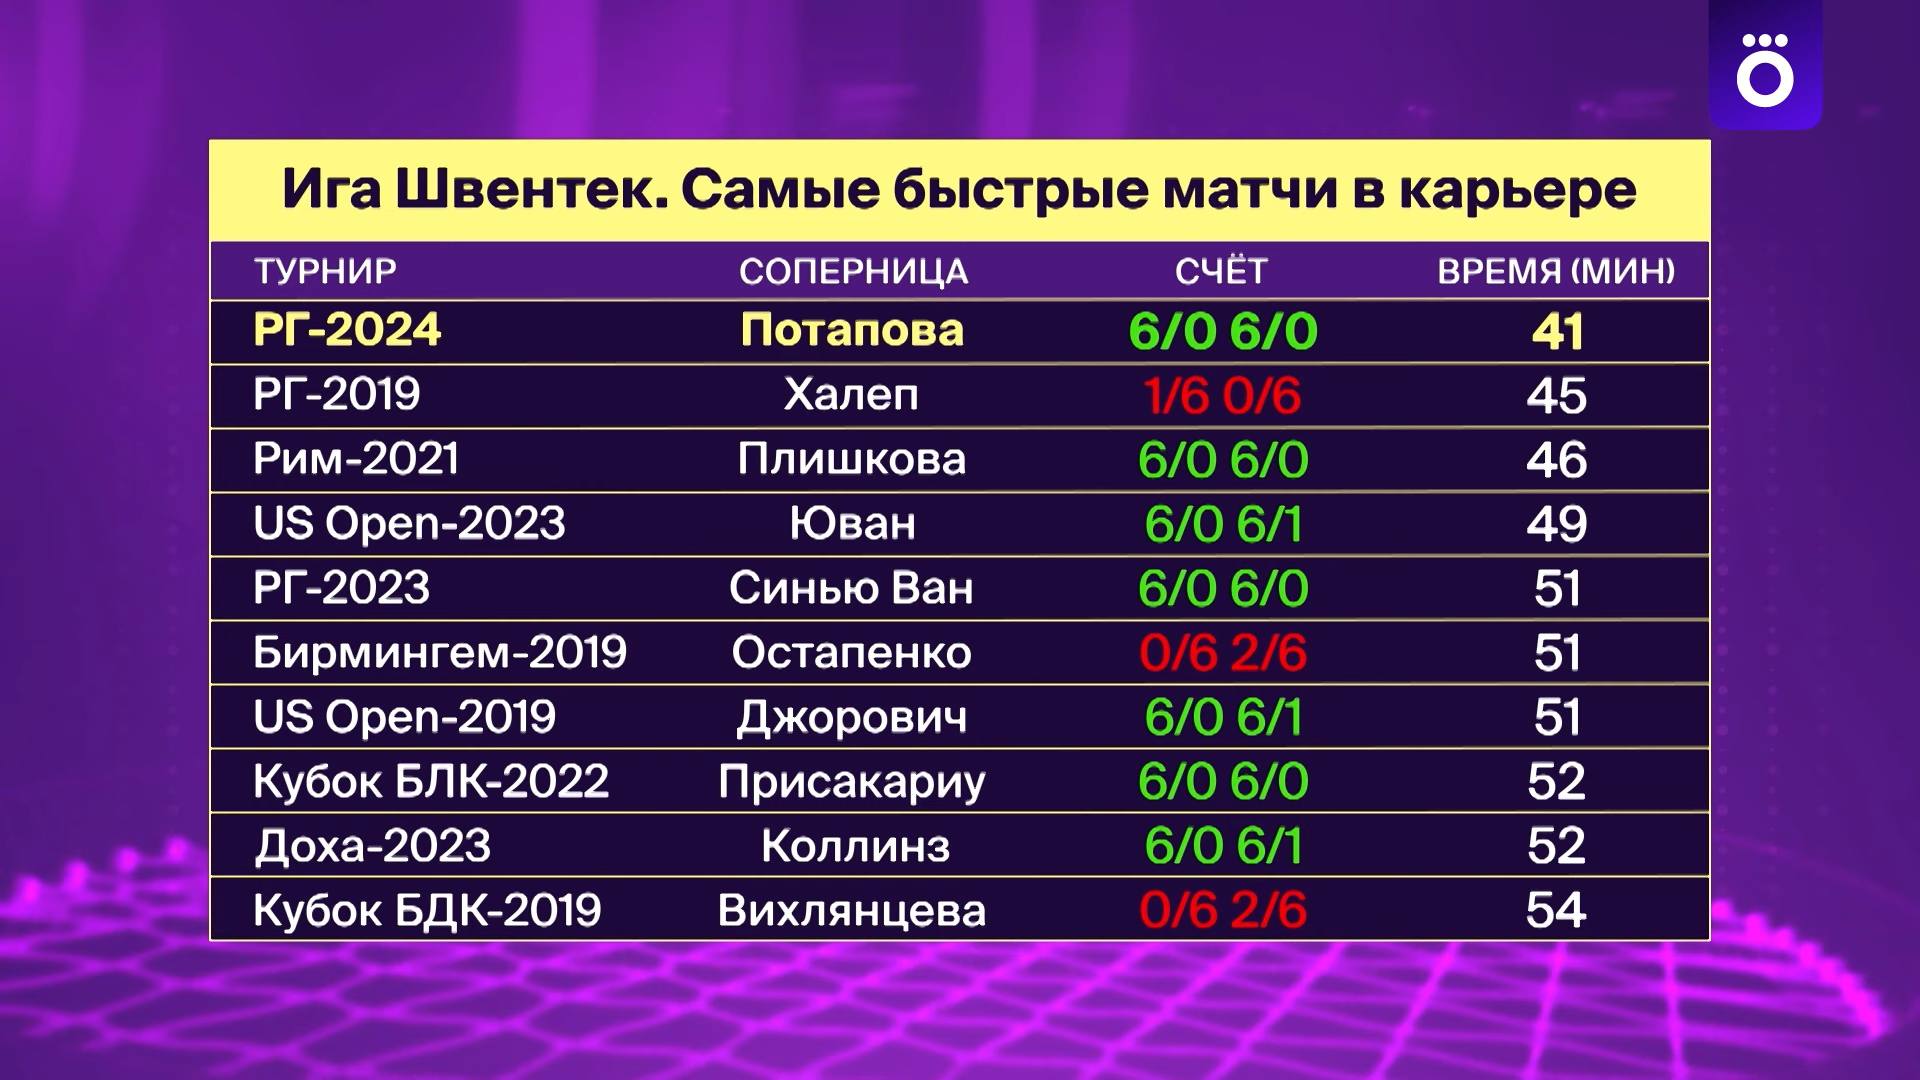 Ига Швентек. Самые быстрые матчи в карьере
ТУРНИР СОПЕРНИЦА СЧЁТ ВРЕМЯ (МИН)
РГ-2024 Потапова 6/0 6/0 41
РГ-2019 Халеп 1/6 0/6 45
Рим-2021 Плишкова 6/0 6/0 46
US Open-2023 Юван 6/0 6/1 49
РГ-2023 Синью Ван 6/0 6/0 51
Бирмингем-2019 Остапенко 0/6 2/6 51
US Open-2019 Джорович 6/0 6/1 51
Кубок БЛК-2022 Присакариу 6/0 6/0 52
Доха-2023 Коллинз 6/0 6/1 52
Кубок БДК-2019 Вихлянцева 0/6 2/6 54